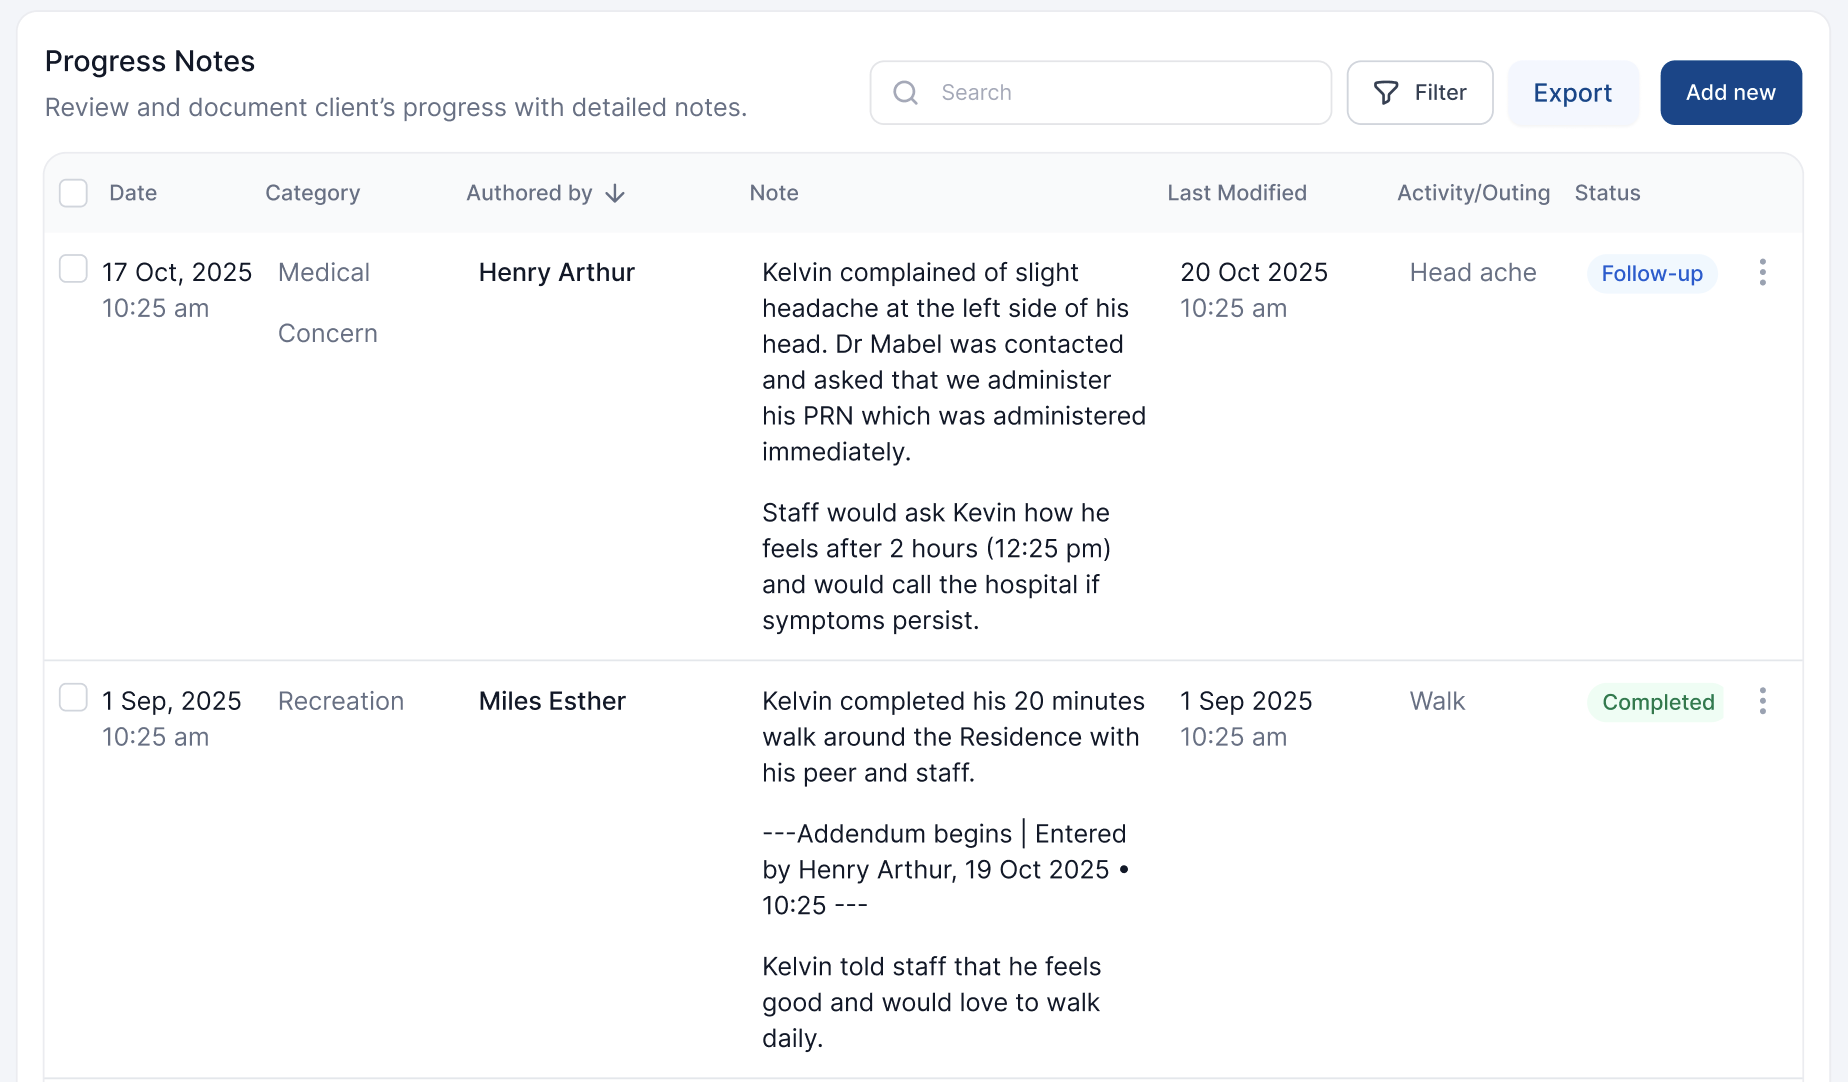 Progress Notes
Review and document client’s progress with detailed notes.
Search
Filter
Export
Add new
Date
Category
Authored by
Note
Last Modified
Activity/Outing
Status
17 Oct, 2025
10:25 am
Medical
Concern
Henry Arthur
Kelvin complained of slight
headache at the left side of his
head. Dr Mabel was contacted
and asked that we administer
his PRN which was administered
immediately.
Staff would ask Kevin how he
feels after 2 hours (12:25 pm)
and would call the hospital if
symptoms persist.
20 Oct 2025
10:25 am
Head ache
Follow-up
1 Sep, 2025
10:25 am
Recreation
Miles Esther
Kelvin completed his 20 minutes
walk around the Residence with
his peer and staff.
---Addendum begins | Entered
by Henry Arthur, 19 Oct 2025 •
10:25 ---
Kelvin told staff that he feels
good and would love to walk
daily.
1 Sep 2025
10:25 am
Walk
Completed